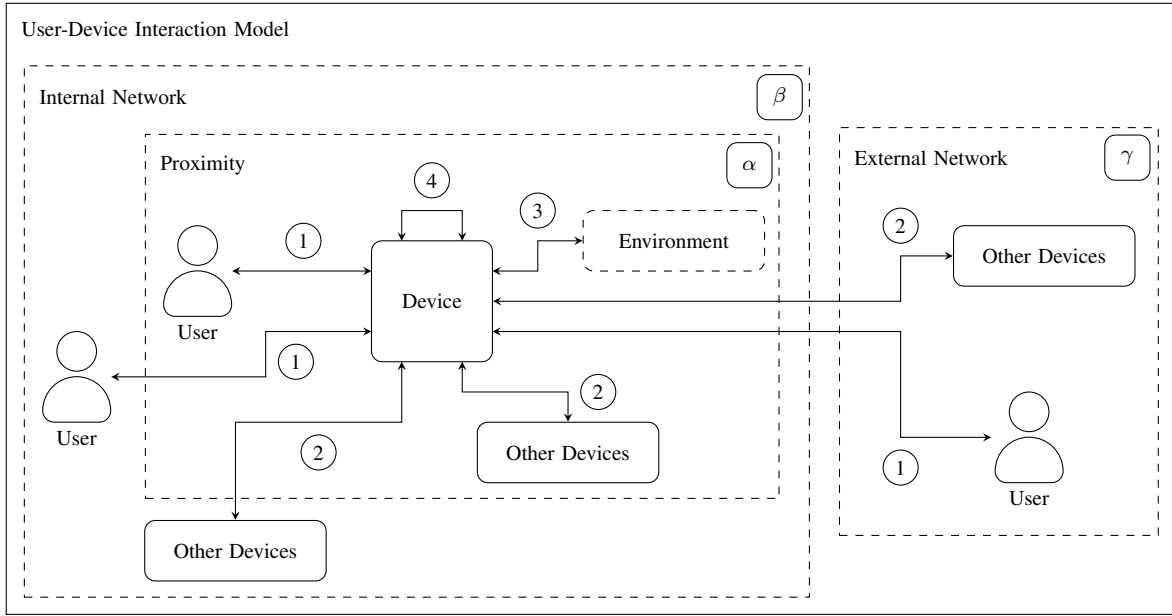 User-Device Interaction Model
Internal Network
β
Proximity
α
External Network
γ
4
3
Environment
2
Other Devices
1
User
Device
1
User
2
Other Devices
2
Other Devices
1
User